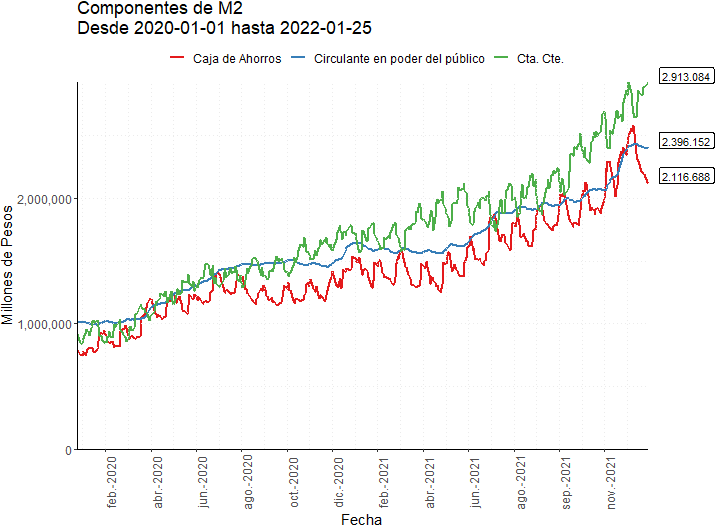 Componentes de M2
Desde 2020-01-01 hasta 2022-01-25
Caja de Ahorros Circulante en poder del público Cta. Cte.
2.913.084
2.396.152
2.116.688
Millones de Pesos
2,000,000
1,000,000
0
feb.-2020 abr.-2020 jun.-2020 ago.-2020 oct.-2020 dic.-2020 feb.-2021 abr.-2021 jun.-2021 ago.-2021 sep.-2021 nov.-2021
Fecha